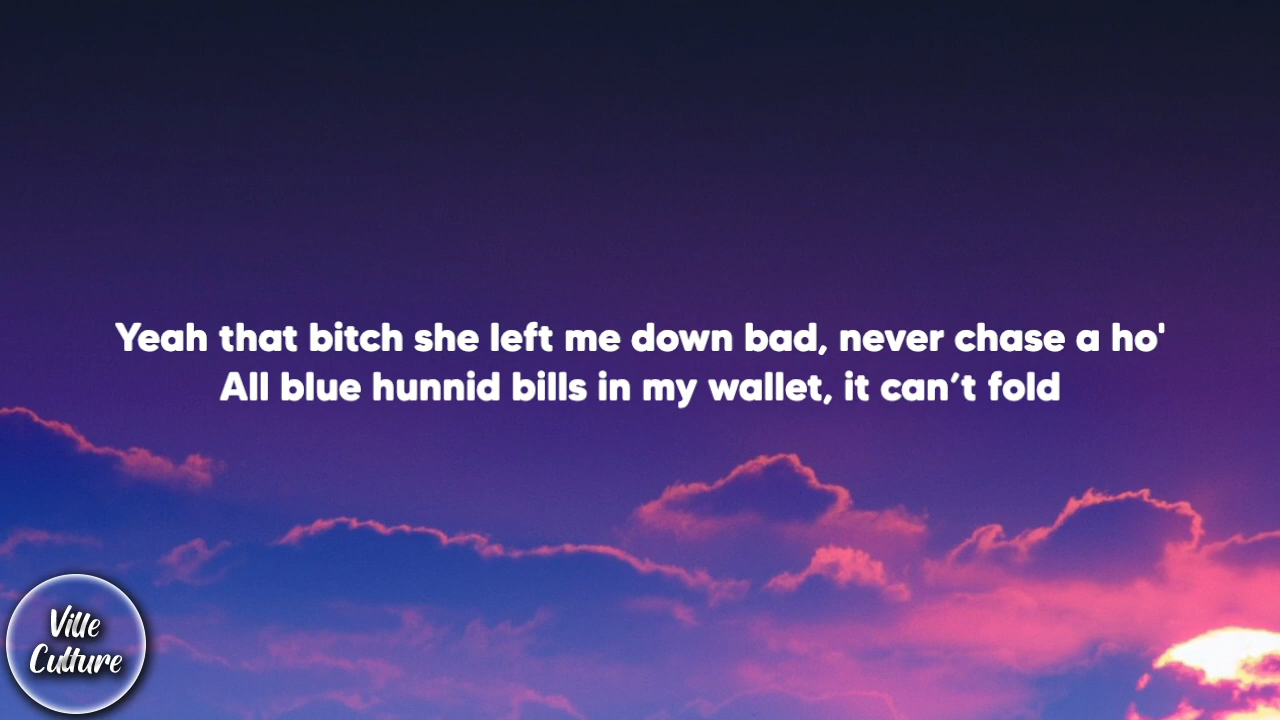 Yeah that bitch she left me down bad, never chase a ho'
All blue hunnid bills in my wallet, it can’t fold
Ville
Culture